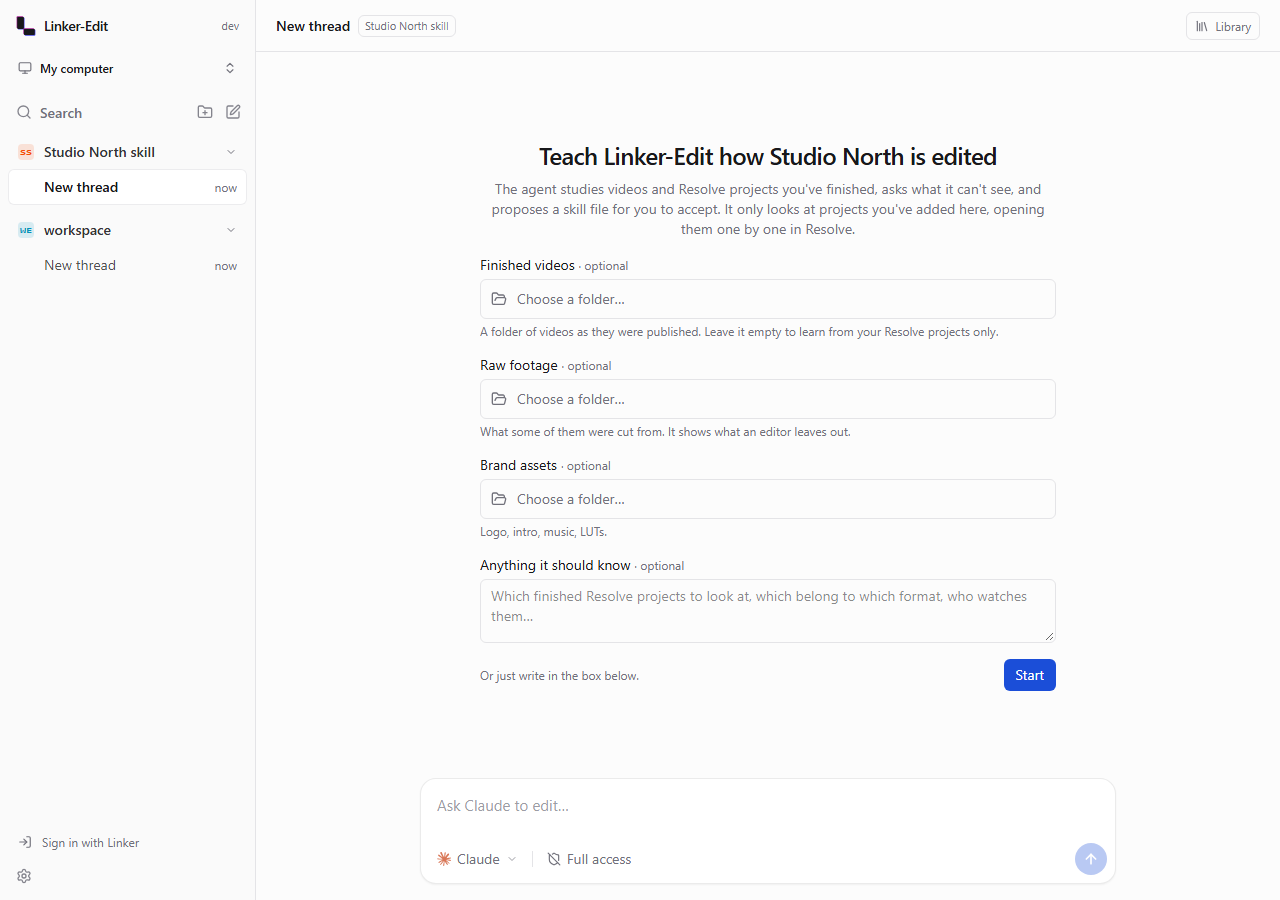 Linker-Edit
dev
My computer
Search
ss
Studio North skill
New thread
now
WE
workspace
New thread
now
Sign in with Linker
New thread
Studio North skill
Library
Teach Linker-Edit how Studio North is edited
The agent studies videos and Resolve projects you've finished, asks what it can't see, and
proposes a skill file for you to accept. It only looks at projects you've added here, opening
them one by one in Resolve.
Finished videos · optional
Choose a folder...
A folder of videos as they were published. Leave it empty to learn from your Resolve projects only.
Raw footage · optional
Choose a folder...
What some of them were cut from. It shows what an editor leaves out.
Brand assets · optional
Choose a folder...
Logo, intro, music, LUTs.
Anything it should know · optional
Which finished Resolve projects to look at, which belong to which format, who watches
them...
Or just write in the box below.
Start
Ask Claude to edit...
Claude
Full access